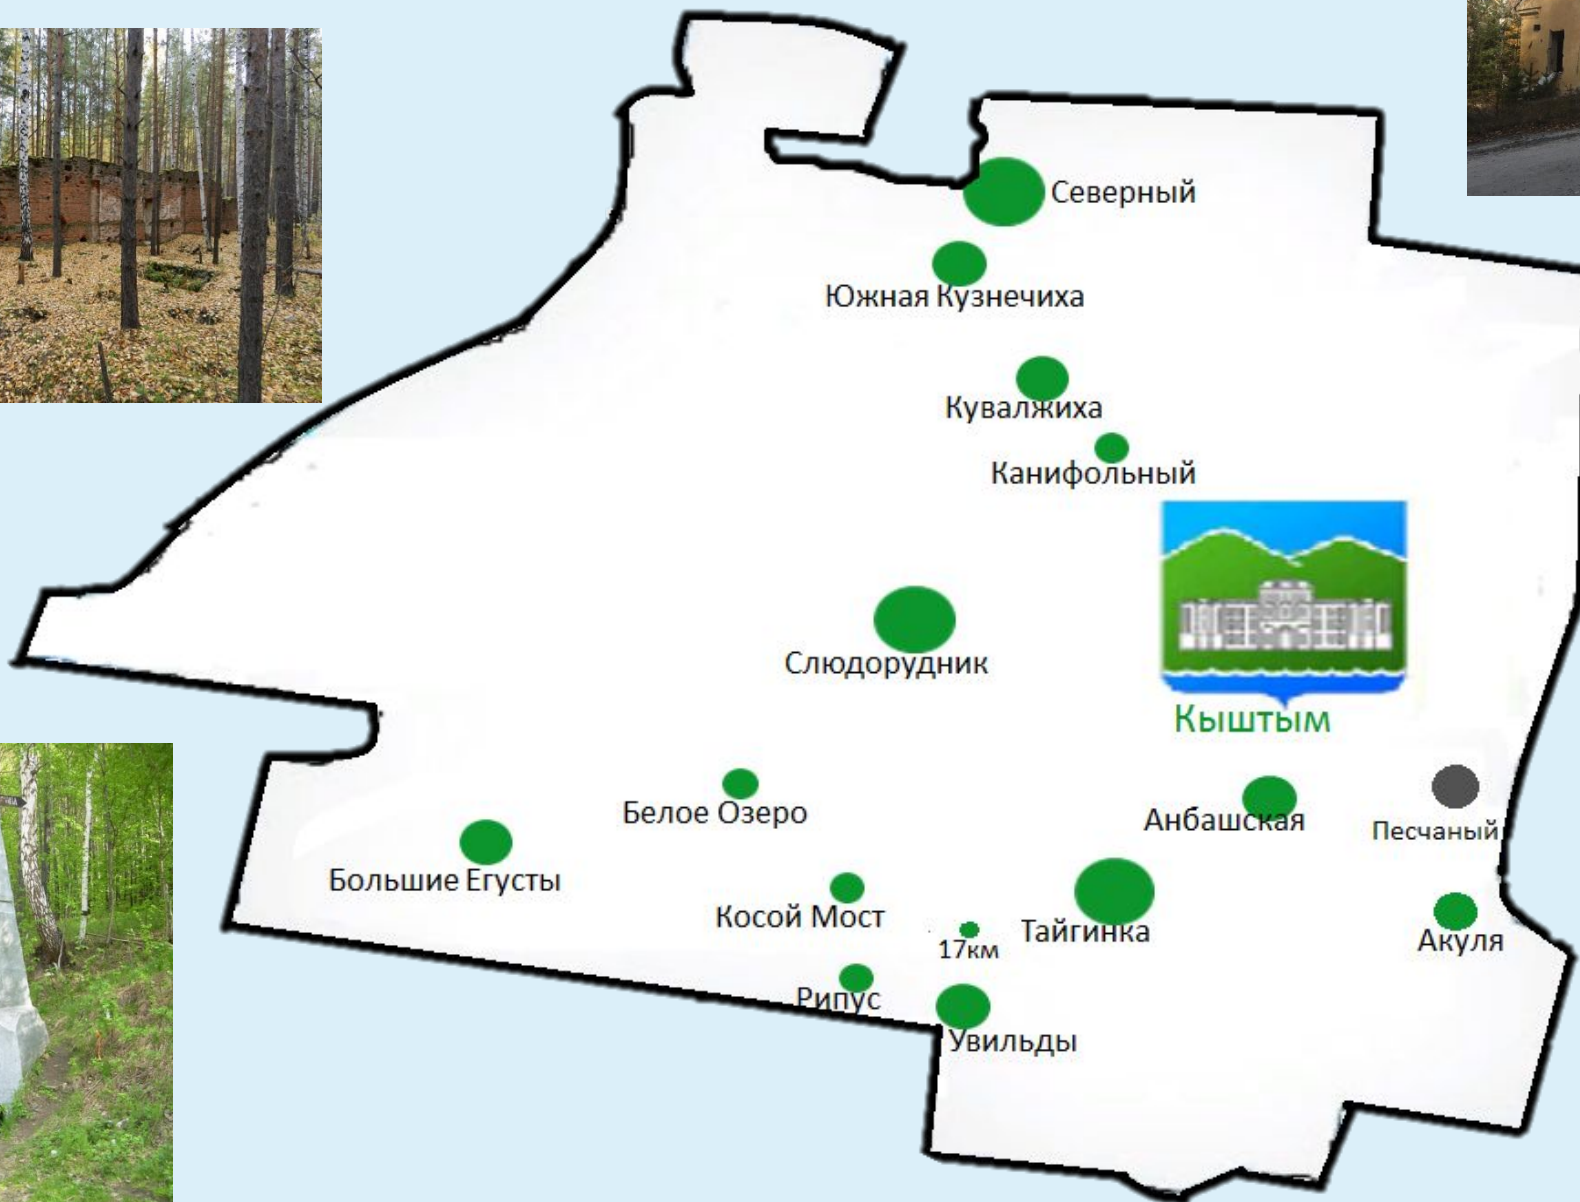 Северный
Южная Кузнечиха
Кувалжиха
Канифольный
Слюдорудник
Кыштым
Белое Озеро
Анбашская
Песчаный
Большие Егусты
Косой Мост
17км
Тайгинка
Акуля
Рипус
Увильды